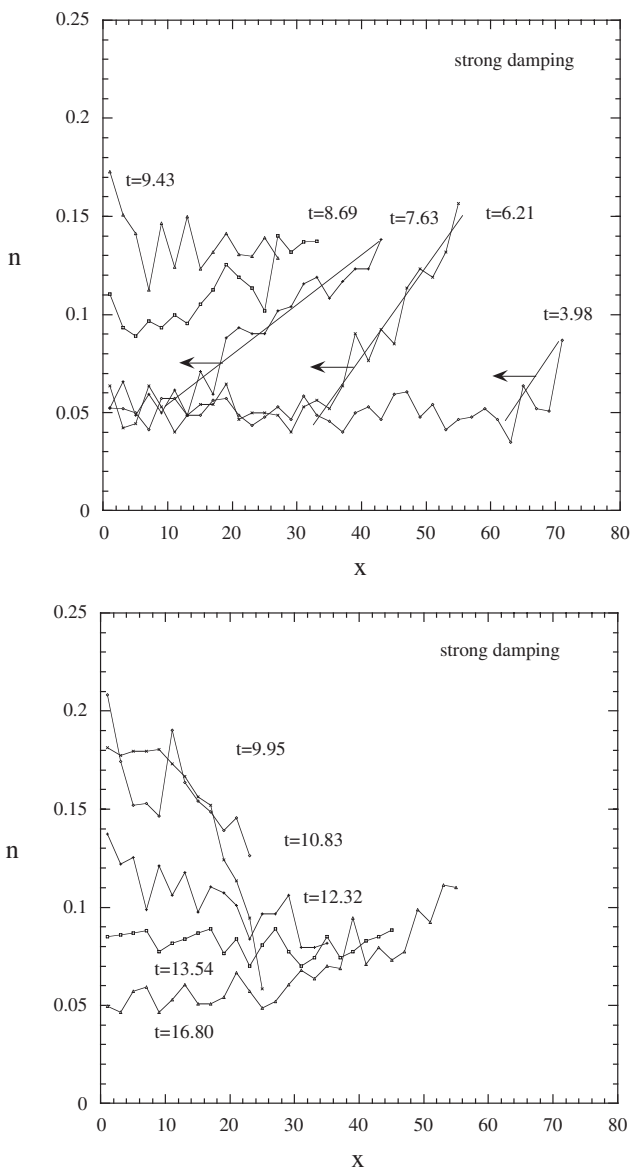 0.25
strong damping
0.2
t=9.43
t=8.69
t=7.63
t=6.21
0.15
n
t=3.98
0.1
0.05
0
0 10 20 30 40 50 60 70 80
x
0.25
strong damping
0.2
t=9.95
0.15
n
t=10.83
t=12.32
0.1
t=13.54
0.05
t=16.80
0
0 10 20 30 40 50 60 70 80
x